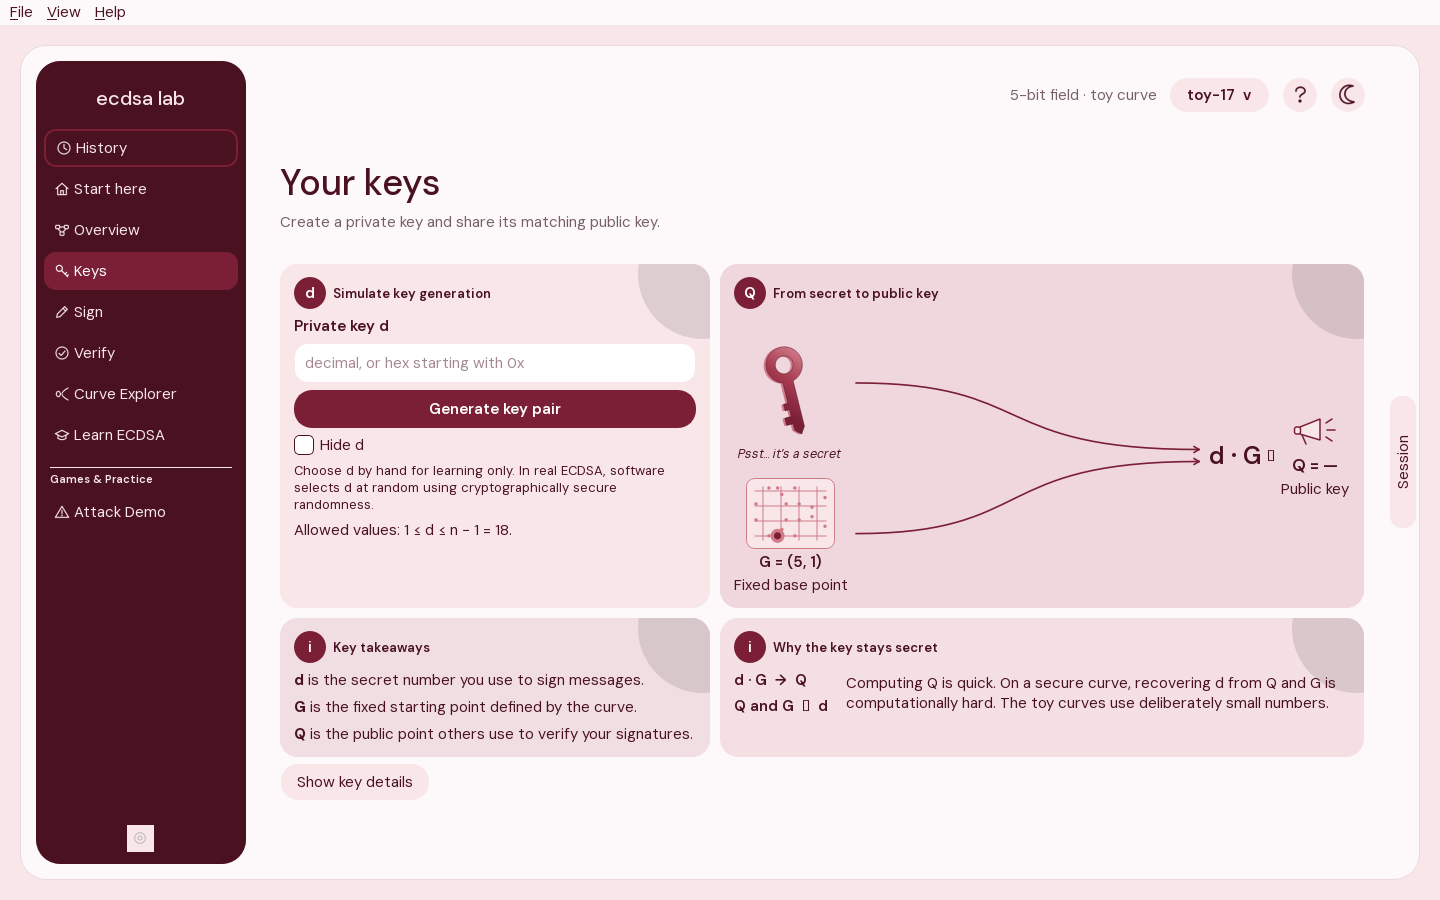 File View Help
ecdsa lab
History
Start here
Overview
Keys
Sign
Verify
Curve Explorer
Learn ECDSA
Games & Practice
Attack Demo
5-bit field · toy curve toy-17 v ?
Your keys
Create a private key and share its matching public key.
d Simulate key generation
Private key d
decimal, or hex starting with 0x
Generate key pair
Hide d
Choose d by hand for learning only. In real ECDSA, software
selects d at random using cryptographically secure
randomness.
Allowed values: 1 ≤ d ≤ n - 1 = 18.
Q From secret to public key
Psst... it's a secret
G = (5, 1)
Fixed base point
d · G
Q = —
Public key
i Key takeaways
d is the secret number you use to sign messages.
G is the fixed starting point defined by the curve.
Q is the public point others use to verify your signatures.
i Why the key stays secret
d · G → Q
Q and G d
Computing Q is quick. On a secure curve, recovering d from Q and G is
computationally hard. The toy curves use deliberately small numbers.
Show key details
Session